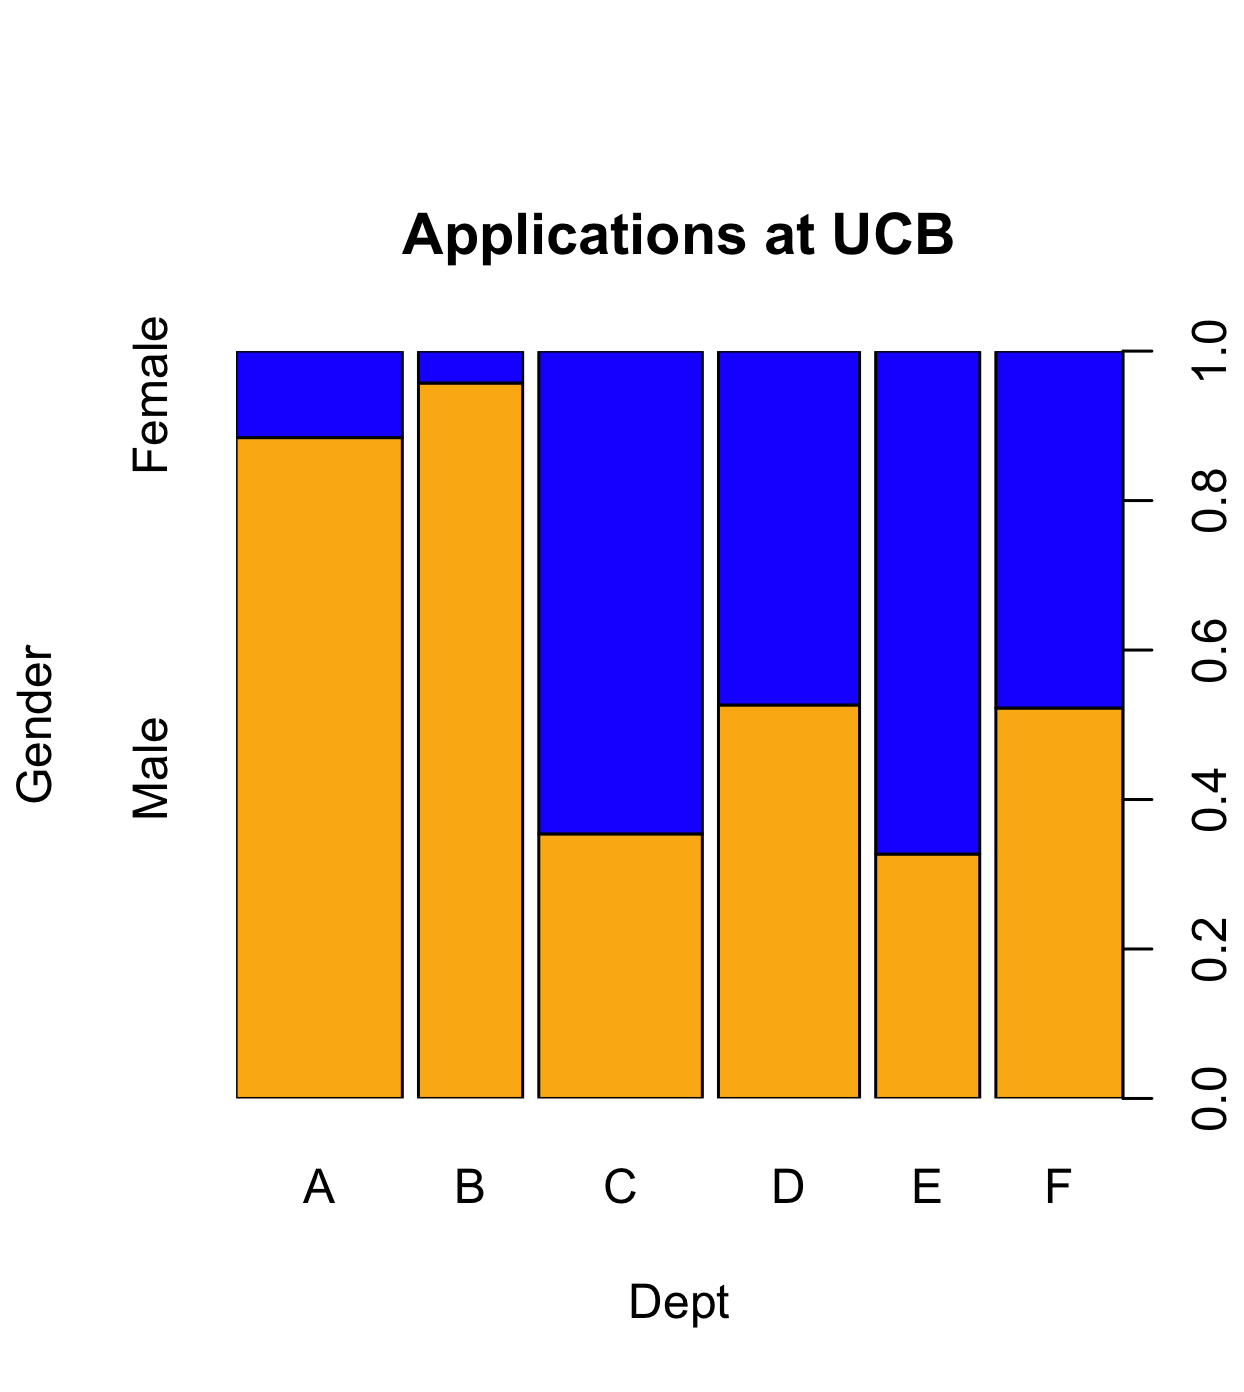 Applications at UCB
Gender
Female
Male
1.0
0.8
0.6
0.4
0.2
0.0
A B C D E F
Dept